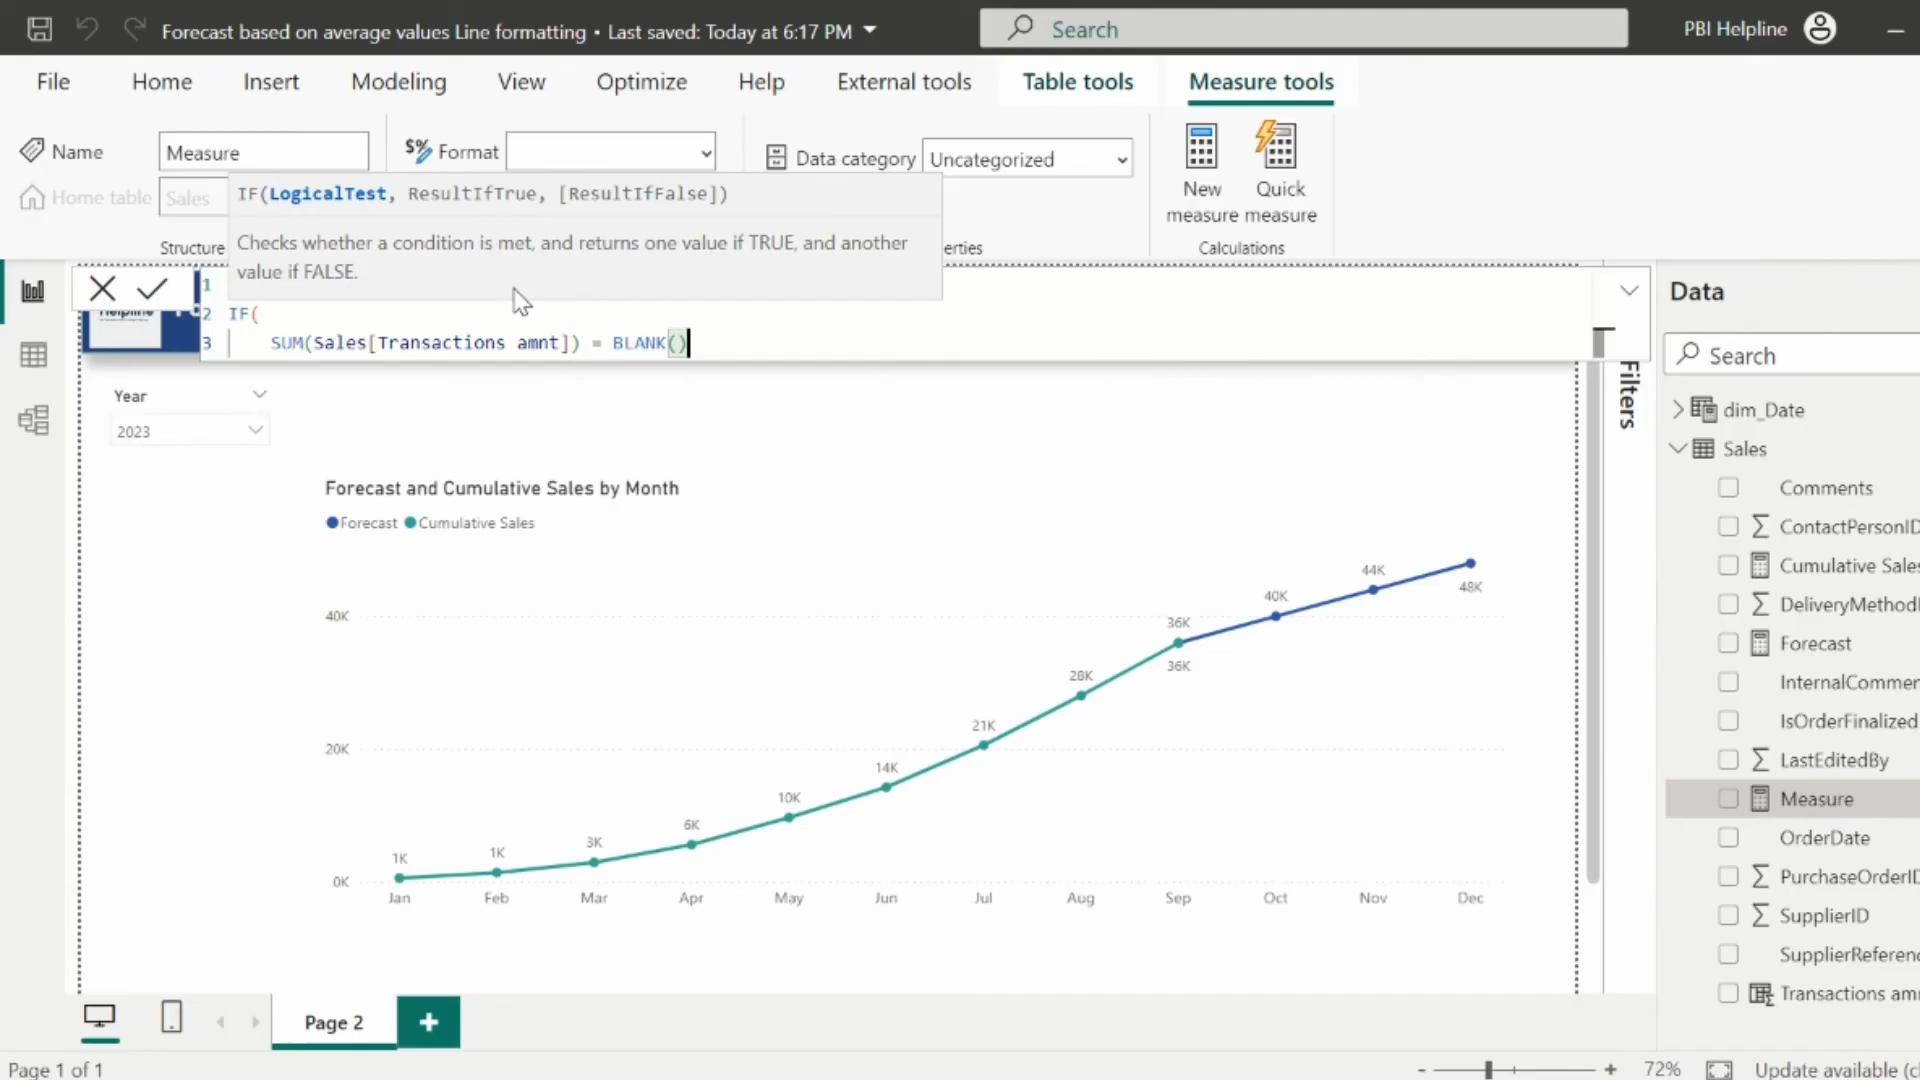 Forecast based on average values Line formatting • Last saved: Today at 6:17 PM
Search
PBI Helpline
File
Home
Insert
Modeling
View
Optimize
Help
External tools
Table tools
Measure tools
Name
Measure
$% Format
Data category
Uncategorized
New measure
Quick measure
Home table
Sales
IF(LogicalTest, ResultIfTrue, [ResultIfFalse])
Checks whether a condition is met, and returns one value if TRUE, and another
value if FALSE.
Structure
erties
Calculations
1
2 IF(
3 SUM(Sales[Transactions amnt]) = BLANK()
Helpline
Filters
Year
2023
Forecast and Cumulative Sales by Month
Forecast
Cumulative Sales
40K
20K
0K
1K
1K
3K
6K
10K
14K
21K
28K
36K
36K
40K
44K
48K
Jan
Feb
Mar
Apr
May
Jun
Jul
Aug
Sep
Oct
Nov
Dec
Data
Search
dim_Date
Sales
Comments
ContactPersonID
Cumulative Sales
DeliveryMethodI
Forecast
InternalCommen
IsOrderFinalized
LastEditedBy
Measure
OrderDate
PurchaseOrderID
SupplierID
SupplierReferenc
Transactions amn
Page 2
+
Page 1 of 1
- + 72%
Update available (cl